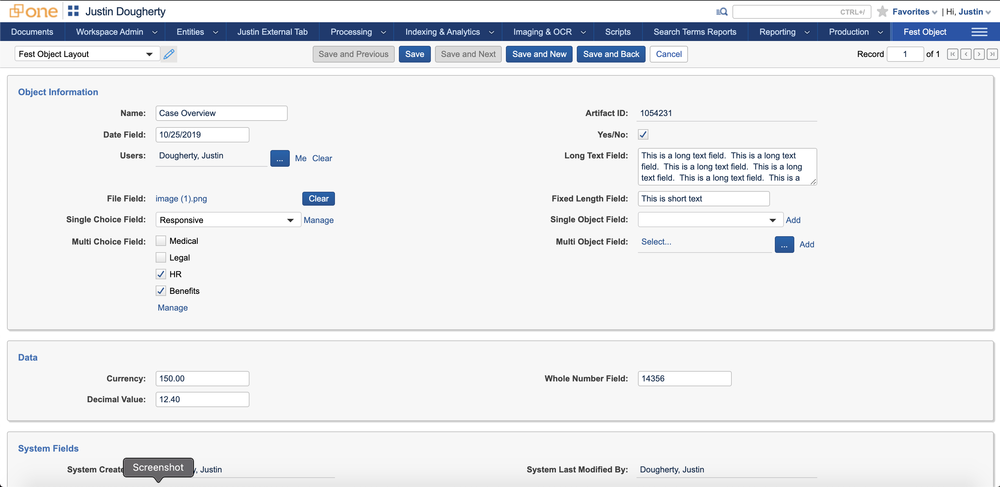 one Justin Dougherty CTRL+/ Favorites | Hi, Justin
Documents Workspace Admin Entities Justin External Tab Processing Indexing & Analytics Imaging & OCR Scripts Search Terms Reports Reporting Production Fest Object
Fest Object Layout Save and Previous Save Save and Next Save and New Save and Back Cancel Record 1 of 1
Object Information
Name: Case Overview Artifact ID: 1054231
Date Field: 10/25/2019 Yes/No:
Users: Dougherty, Justin ... Me Clear Long Text Field: This is a long text field.  This is a long text
field.  This is a long text field.  This is a long
text field.  This is a long text field.  This is a
File Field: image (1).png Clear Fixed Length Field: This is short text
Single Choice Field: Responsive Manage Single Object Field: Add
Multi Choice Field: Medical Multi Object Field: Select... ... Add
Legal
HR
Benefits
Manage
Data
Currency: 150.00 Whole Number Field: 14356
Decimal Value: 12.40
System Fields
System Create Screenshot y, Justin System Last Modified By: Dougherty, Justin